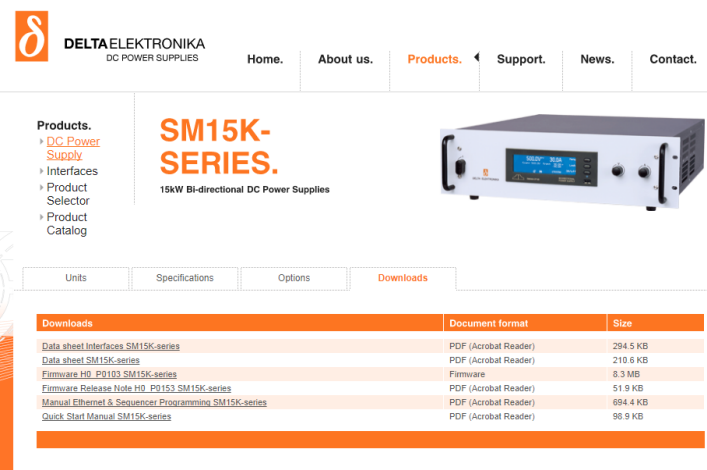 DELTA ELEKTRONIKA
DC POWER SUPPLIES
Home. About us. Products. Support. News. Contact.
Products.
DC Power
Supply
Interfaces
Product
Selector
Product
Catalog
SM15K-
SERIES.
15kW Bi-directional DC Power Supplies
DELTA ELEKTRONIKA
Units Specifications Options Downloads
Downloads Document format Size
Data sheet Interfaces SM15K-series PDF (Acrobat Reader) 294.5 KB
Data sheet SM15K-series PDF (Acrobat Reader) 210.6 KB
Firmware H0_P0103 SM15K-series Firmware 8.3 MB
Firmware Release Note H0_P0153 SM15K-series PDF (Acrobat Reader) 51.9 KB
Manual Ethernet & Sequencer Programming SM15K-series PDF (Acrobat Reader) 694.4 KB
Quick Start Manual SM15K-series PDF (Acrobat Reader) 98.9 KB